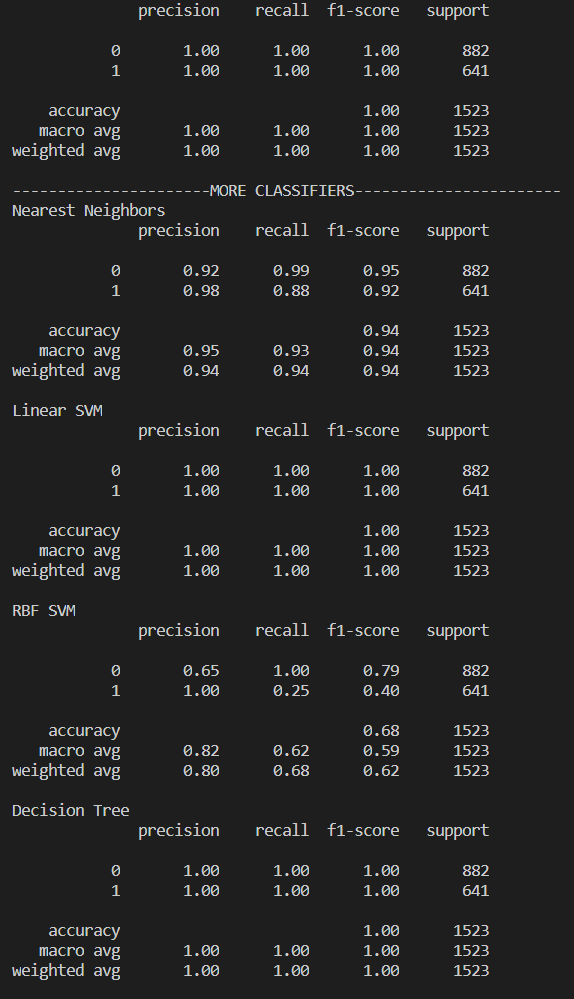 precision recall f1-score support
0 1.00 1.00 1.00 882
1 1.00 1.00 1.00 641
accuracy 1.00 1523
macro avg 1.00 1.00 1.00 1523
weighted avg 1.00 1.00 1.00 1523
----------------------MORE CLASSIFIERS-----------------------
Nearest Neighbors
precision recall f1-score support
0 0.92 0.99 0.95 882
1 0.98 0.88 0.92 641
accuracy 0.94 1523
macro avg 0.95 0.93 0.94 1523
weighted avg 0.94 0.94 0.94 1523
Linear SVM
precision recall f1-score support
0 1.00 1.00 1.00 882
1 1.00 1.00 1.00 641
accuracy 1.00 1523
macro avg 1.00 1.00 1.00 1523
weighted avg 1.00 1.00 1.00 1523
RBF SVM
precision recall f1-score support
0 0.65 1.00 0.79 882
1 1.00 0.25 0.40 641
accuracy 0.68 1523
macro avg 0.82 0.62 0.59 1523
weighted avg 0.80 0.68 0.62 1523
Decision Tree
precision recall f1-score support
0 1.00 1.00 1.00 882
1 1.00 1.00 1.00 641
accuracy 1.00 1523
macro avg 1.00 1.00 1.00 1523
weighted avg 1.00 1.00 1.00 1523